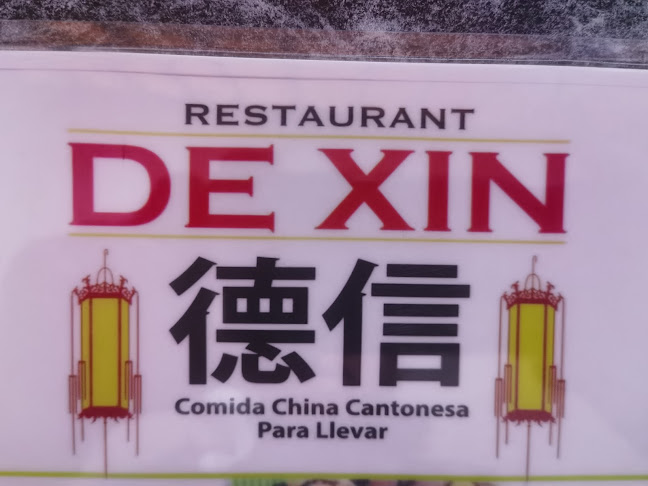 RESTAURANT
DE XIN
德信
Comida China Cantonesa
Para Llevar